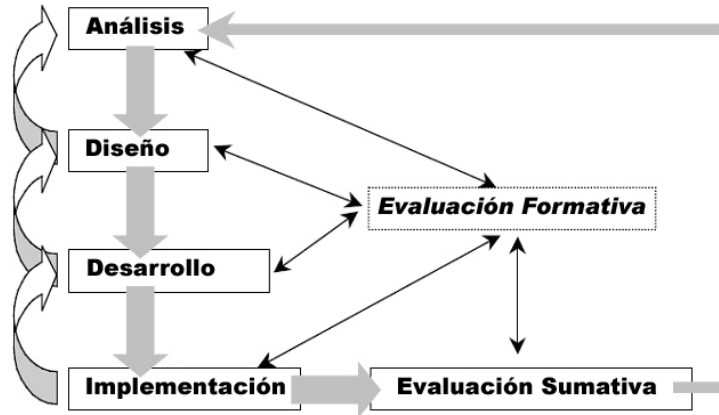 Análisis
Diseño
Evaluación Formativa
Desarrollo
Implementación
Evaluación Sumativa